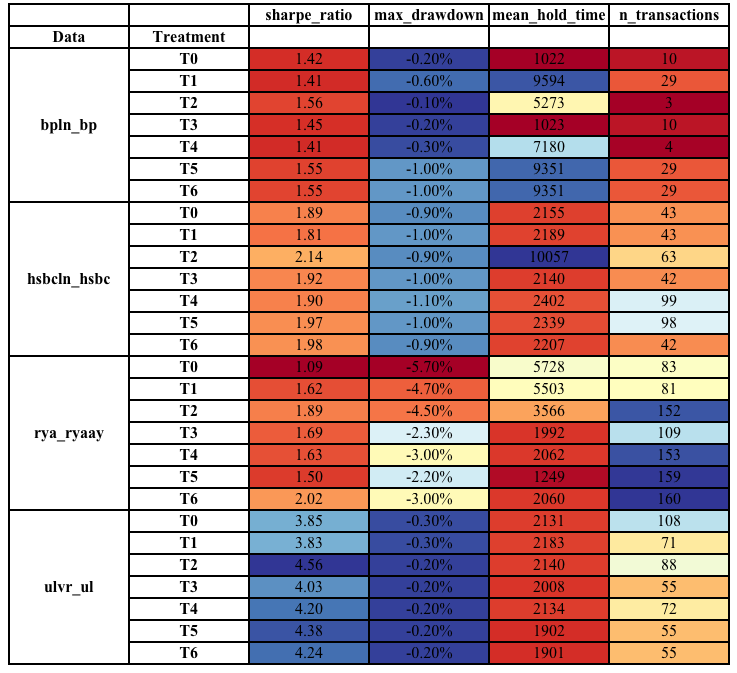 sharpe_ratio max_drawdown mean_hold_time n_transactions
Data Treatment
bpln_bp T0 1.42 -0.20% 1022 10
T1 1.41 -0.60% 9594 29
T2 1.56 -0.10% 5273 3
T3 1.45 -0.20% 1023 10
T4 1.41 -0.30% 7180 4
T5 1.55 -1.00% 9351 29
T6 1.55 -1.00% 9351 29
hsbcln_hsbc T0 1.89 -0.90% 2155 43
T1 1.81 -1.00% 2189 43
T2 2.14 -0.90% 10057 63
T3 1.92 -1.00% 2140 42
T4 1.90 -1.10% 2402 99
T5 1.97 -1.00% 2339 98
T6 1.98 -0.90% 2207 42
rya_ryaay T0 1.09 -5.70% 5728 83
T1 1.62 -4.70% 5503 81
T2 1.89 -4.50% 3566 152
T3 1.69 -2.30% 1992 109
T4 1.63 -3.00% 2062 153
T5 1.50 -2.20% 1249 159
T6 2.02 -3.00% 2060 160
ulvr_ul T0 3.85 -0.30% 2131 108
T1 3.83 -0.30% 2183 71
T2 4.56 -0.20% 2140 88
T3 4.03 -0.20% 2008 55
T4 4.20 -0.20% 2134 72
T5 4.38 -0.20% 1902 55
T6 4.24 -0.20% 1901 55